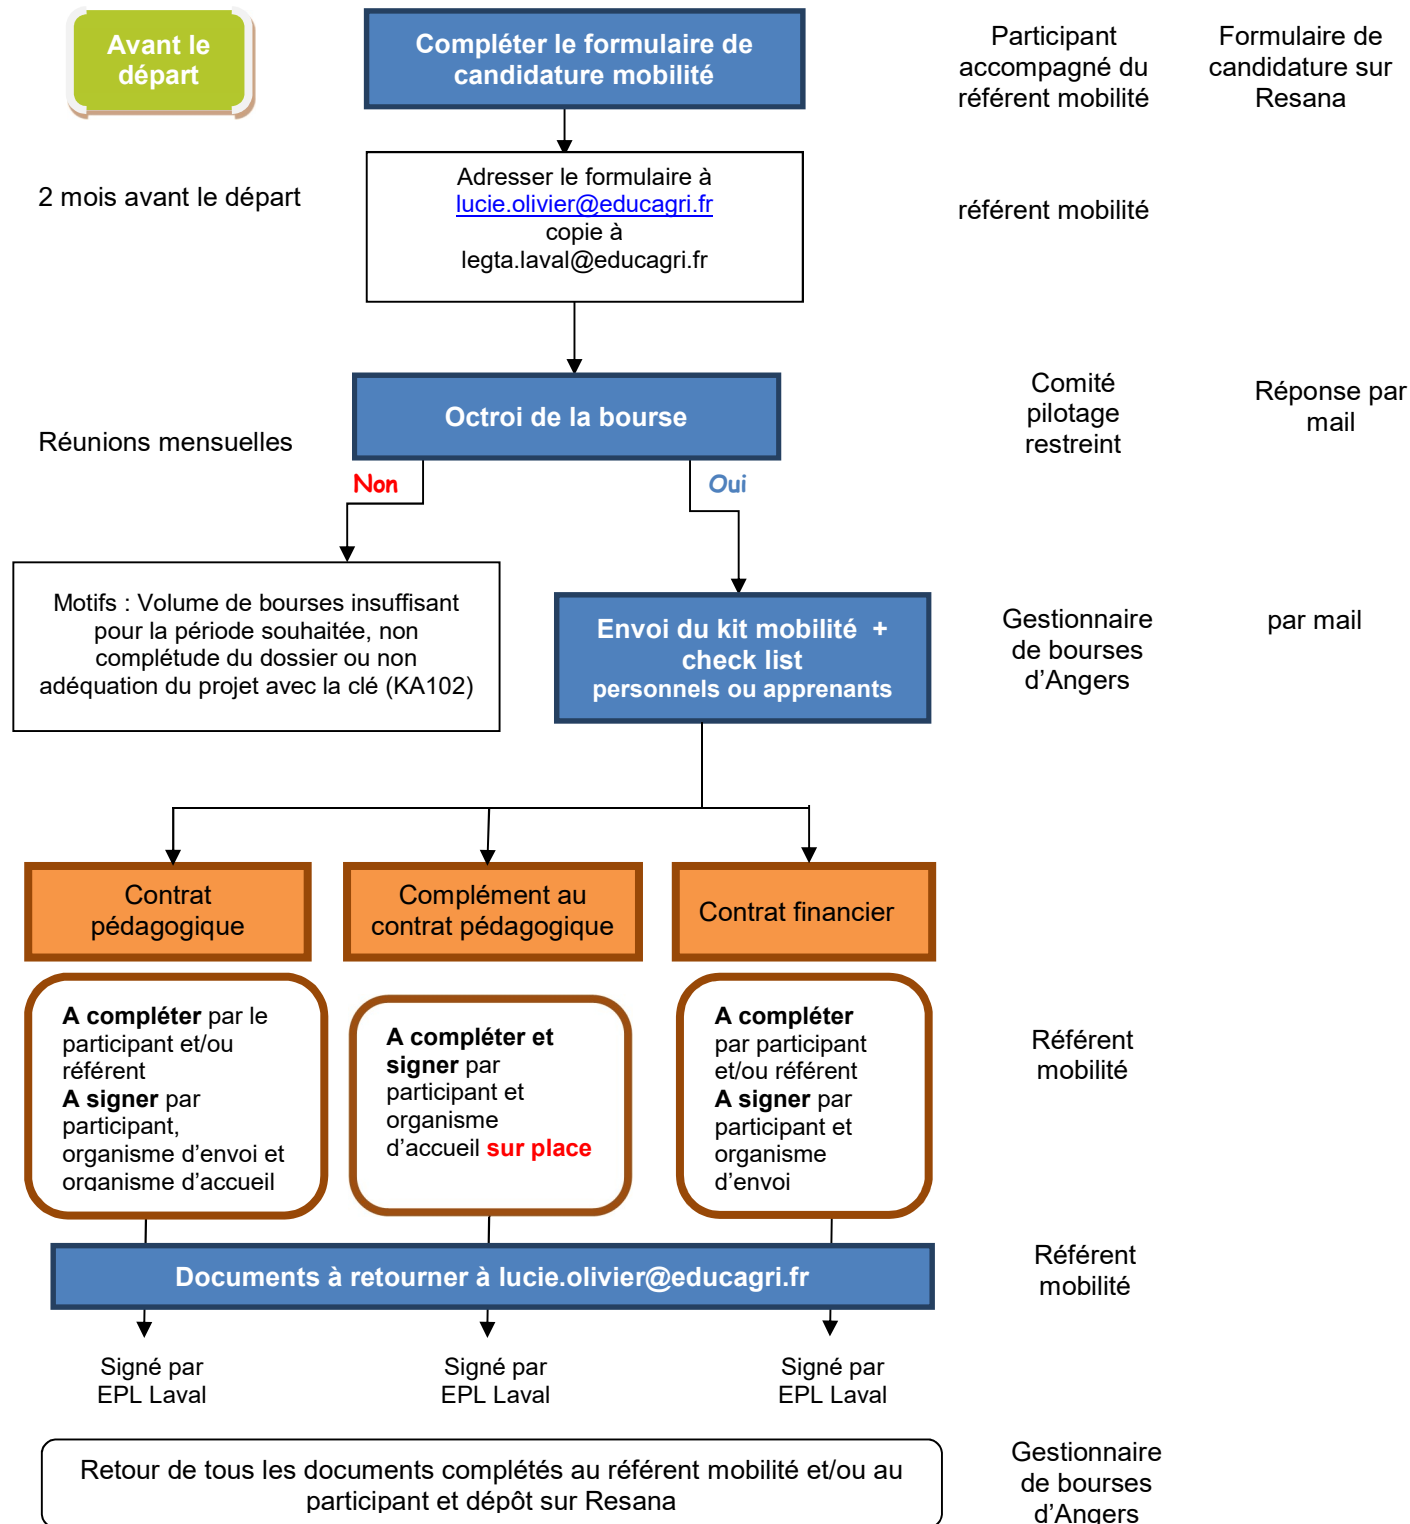 Avant le
départ
Compléter le formulaire de
candidature mobilité
Participant
accompagné du
référent mobilité
Formulaire de
candidature sur
Resana
2 mois avant le départ
Adresser le formulaire à
lucie.olivier@educagri.fr
copie à
legta.laval@educagri.fr
référent mobilité
Réunions mensuelles
Octroi de la bourse
Comité
pilotage
restreint
Réponse par
mail
Non
Oui
Motifs : Volume de bourses insuffisant
pour la période souhaitée, non
complétude du dossier ou non
adéquation du projet avec la clé (KA102)
Envoi du kit mobilité +
check list
personnels ou apprenants
Gestionnaire
de bourses
d’Angers
par mail
Contrat
pédagogique
Complément au
contrat pédagogique
Contrat financier
A compléter par le
participant et/ou
référent
A signer par
participant,
organisme d’envoi et
organisme d’accueil
A compléter et
signer par
participant et
organisme
d’accueil sur place
A compléter
par participant
et/ou référent
A signer par
participant et
organisme
d’envoi
Référent
mobilité
Documents à retourner à lucie.olivier@educagri.fr
Référent
mobilité
Signé par
EPL Laval
Signé par
EPL Laval
Signé par
EPL Laval
Retour de tous les documents complétés au référent mobilité et/ou au
participant et dépôt sur Resana
Gestionnaire
de bourses
d’Angers